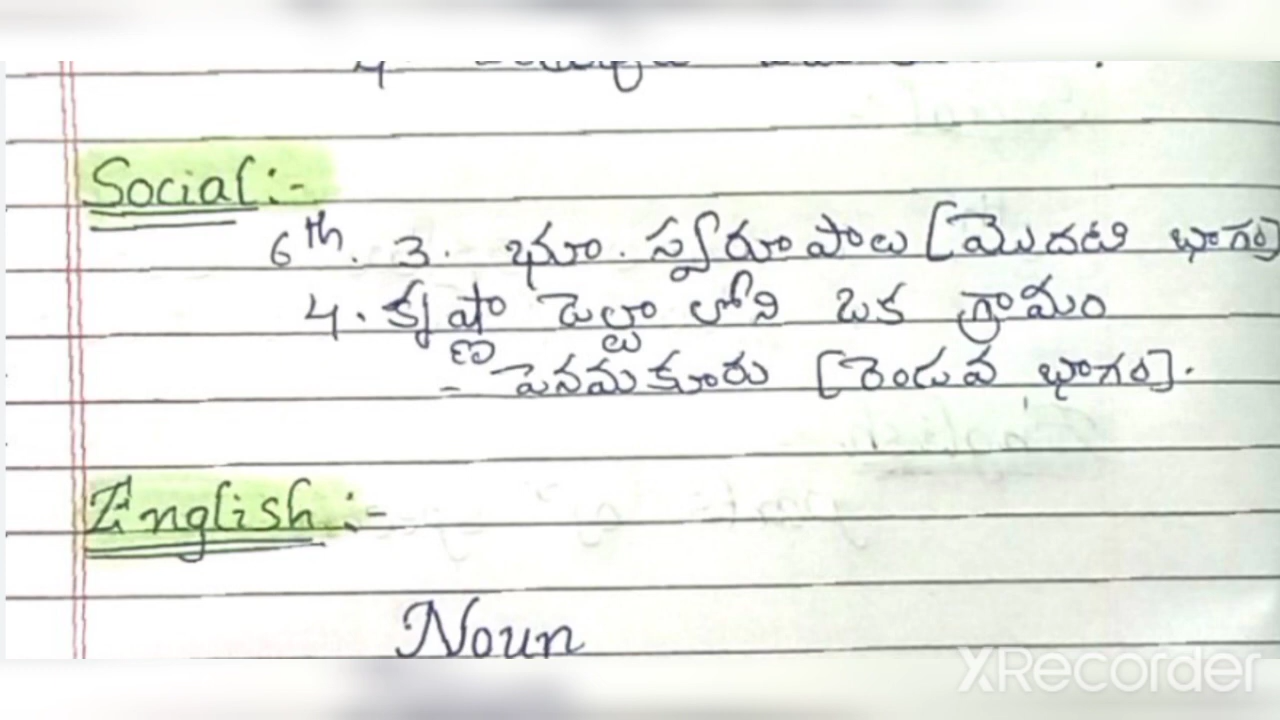 Social :-
6th. 3. భూ. స్వరూపాలు [మొదటి భాగం]
4. కృష్ణా డెల్టా లోని ఒక గ్రామం
- పెనమకూరు [రెండవ భాగం].
English :-
Noun
XRecorder